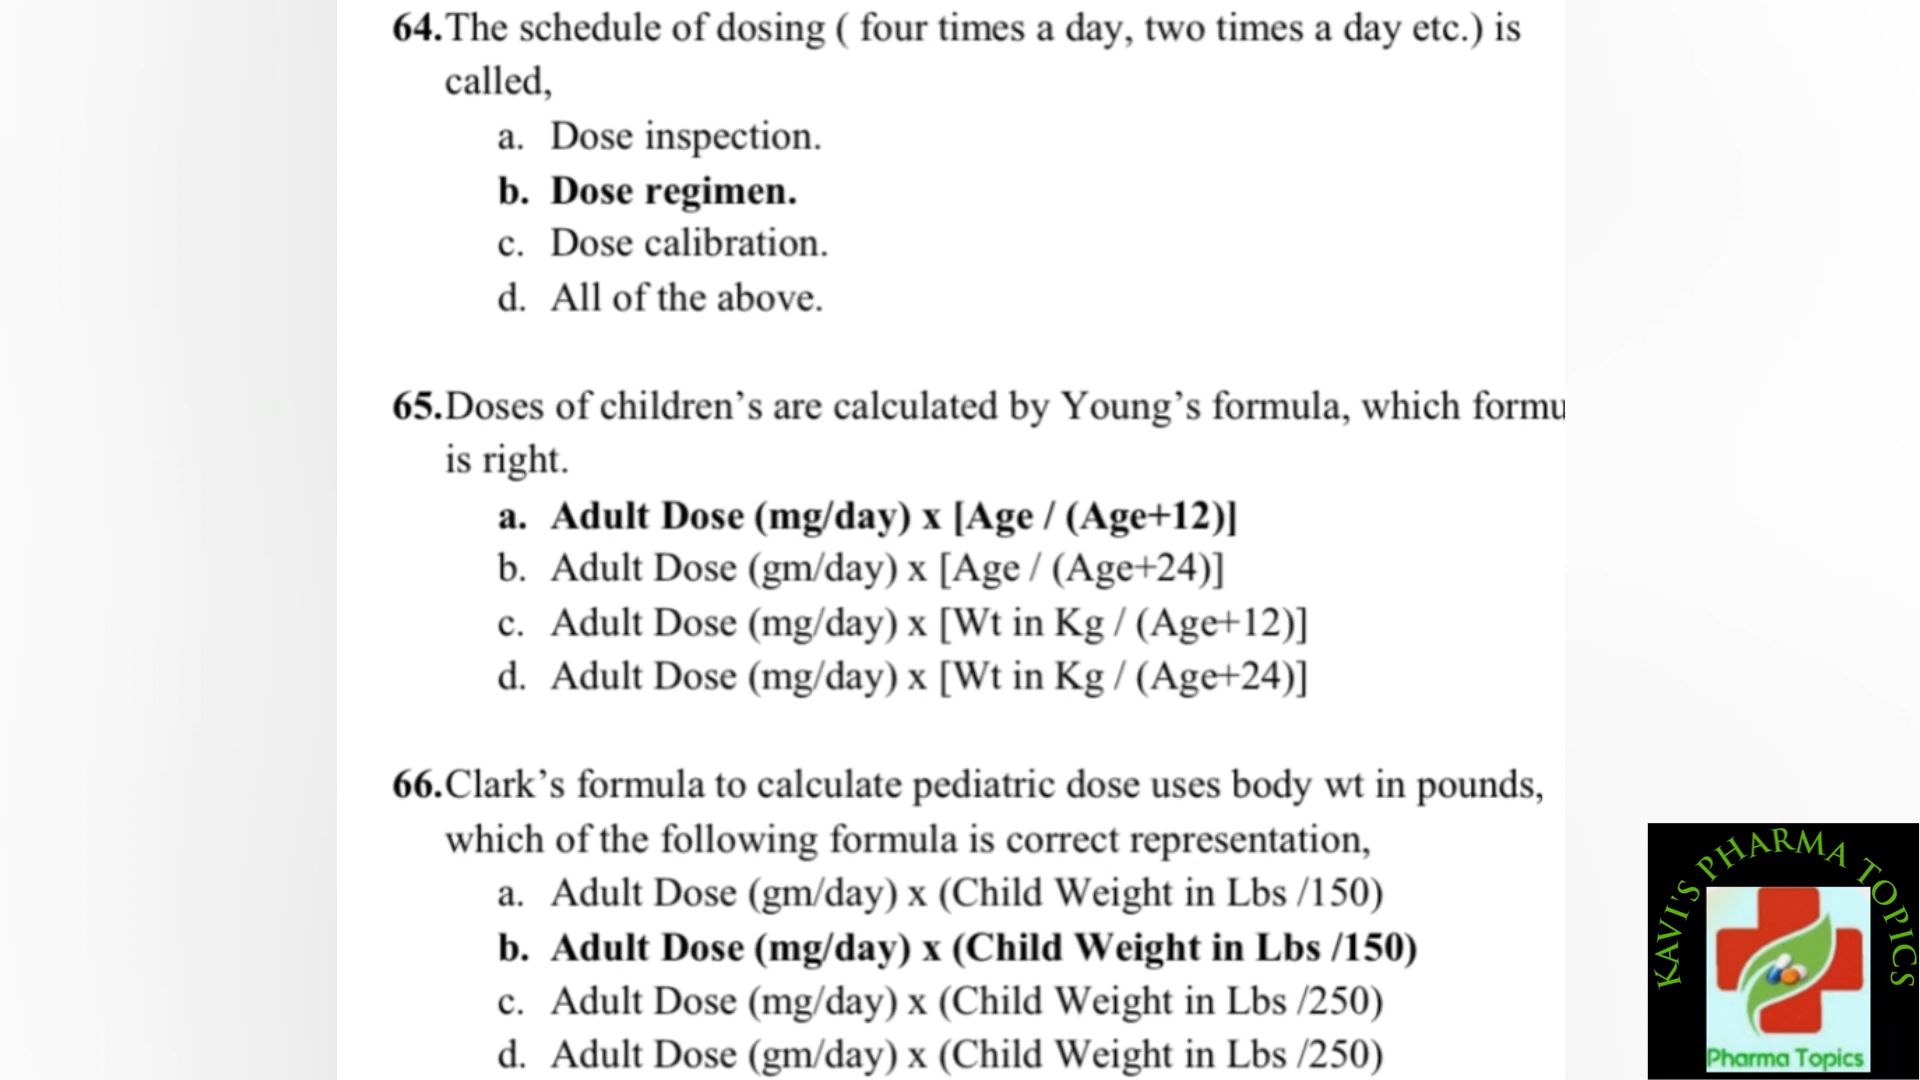 64.The schedule of dosing ( four times a day, two times a day etc.) is
called,
a. Dose inspection.
b. Dose regimen.
c. Dose calibration.
d. All of the above.
65.Doses of children’s are calculated by Young’s formula, which formu
is right.
a. Adult Dose (mg/day) x [Age / (Age+12)]
b. Adult Dose (gm/day) x [Age / (Age+24)]
c. Adult Dose (mg/day) x [Wt in Kg / (Age+12)]
d. Adult Dose (mg/day) x [Wt in Kg / (Age+24)]
66.Clark’s formula to calculate pediatric dose uses body wt in pounds,
which of the following formula is correct representation,
a. Adult Dose (gm/day) x (Child Weight in Lbs /150)
b. Adult Dose (mg/day) x (Child Weight in Lbs /150)
c. Adult Dose (mg/day) x (Child Weight in Lbs /250)
d. Adult Dose (gm/day) x (Child Weight in Lbs /250)
KAVI'S PHARMA TOPICS
Pharma Topics